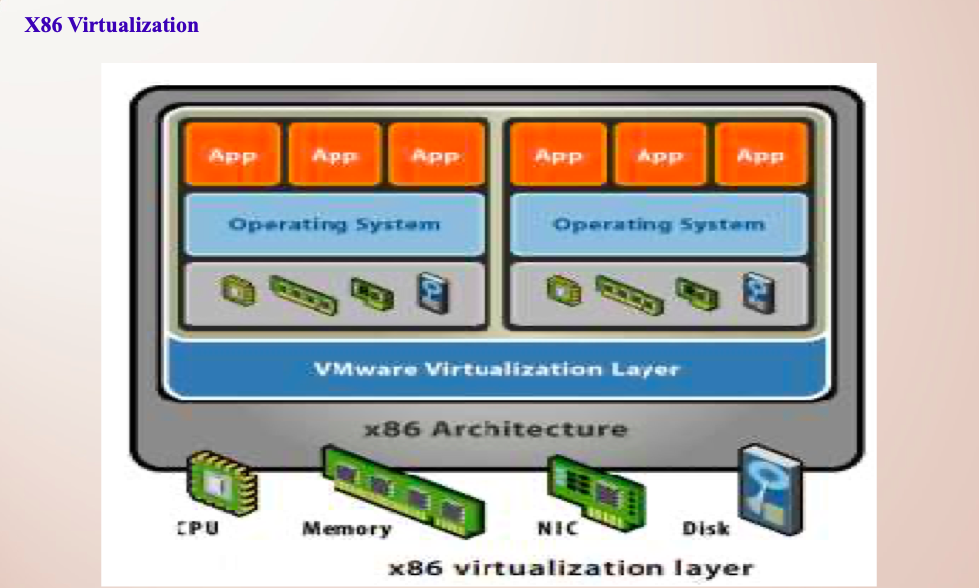 X86 Virtualization
App App App App App App
Operating System Operating System
VMware Virtualization Layer
x86 Architecture
CPU Memory NIC Disk
x86 virtualization layer